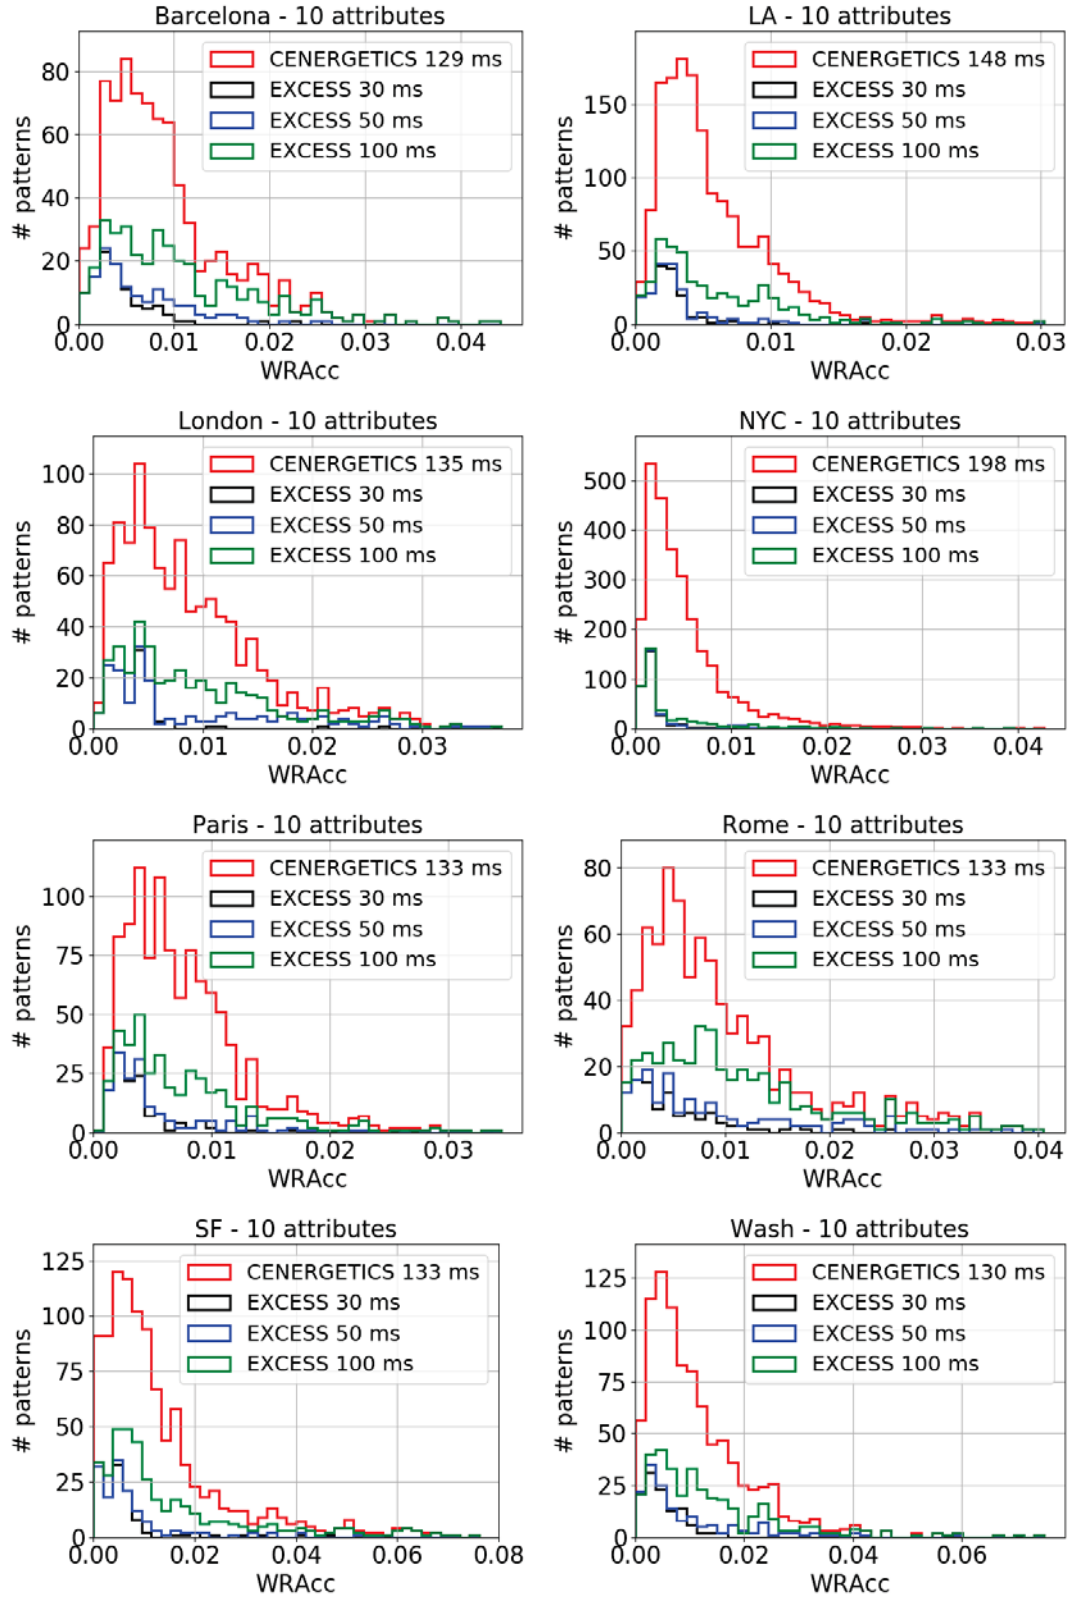 Barcelona - 10 attributes
CENERGETICS 129 ms
EXCESS 30 ms
EXCESS 50 ms
EXCESS 100 ms
# patterns
80
60
40
20
0
0.00 0.01 0.02 0.03 0.04
WRAcc
LA - 10 attributes
CENERGETICS 148 ms
EXCESS 30 ms
EXCESS 50 ms
EXCESS 100 ms
# patterns
150
100
50
0
0.00 0.01 0.02 0.03
WRAcc
London - 10 attributes
CENERGETICS 135 ms
EXCESS 30 ms
EXCESS 50 ms
EXCESS 100 ms
# patterns
100
80
60
40
20
0
0.00 0.01 0.02 0.03
WRAcc
NYC - 10 attributes
CENERGETICS 198 ms
EXCESS 30 ms
EXCESS 50 ms
EXCESS 100 ms
# patterns
500
400
300
200
100
0
0.00 0.01 0.02 0.03 0.04
WRAcc
Paris - 10 attributes
CENERGETICS 133 ms
EXCESS 30 ms
EXCESS 50 ms
EXCESS 100 ms
# patterns
100
75
50
25
0
0.00 0.01 0.02 0.03
WRAcc
Rome - 10 attributes
CENERGETICS 133 ms
EXCESS 30 ms
EXCESS 50 ms
EXCESS 100 ms
# patterns
80
60
40
20
0
0.00 0.01 0.02 0.03 0.04
WRAcc
SF - 10 attributes
CENERGETICS 133 ms
EXCESS 30 ms
EXCESS 50 ms
EXCESS 100 ms
# patterns
125
100
75
50
25
0
0.00 0.02 0.04 0.06 0.08
WRAcc
Wash - 10 attributes
CENERGETICS 130 ms
EXCESS 30 ms
EXCESS 50 ms
EXCESS 100 ms
# patterns
125
100
75
50
25
0
0.00 0.02 0.04 0.06
WRAcc